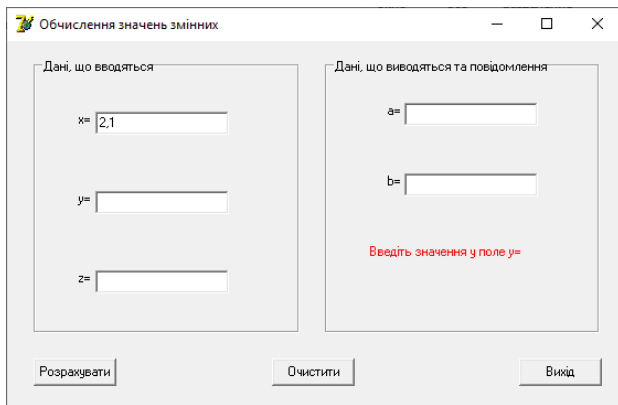 Обчислення значень змінних
Дані, що вводяться
x= 2,1
y=
z=
Дані, що виводяться та повідомлення
a=
b=
Введіть значення у поле y=
Розрахувати
Очистити
Вихід